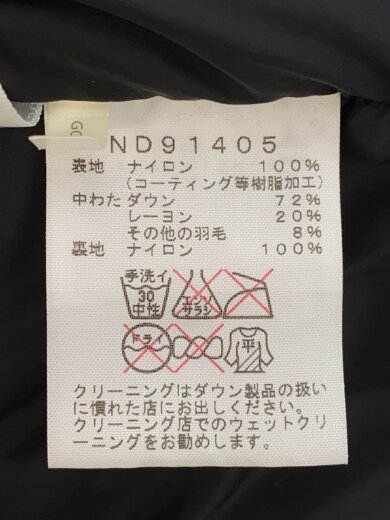 GO
ND91405
表地 ナイロン 100%
(コーティング等樹脂加工)
中わた ダウン 72%
レーヨン 20%
その他の羽毛 8%
裏地 ナイロン 100%
手洗イ
30
中性
エンソ
サラシ
ドライ
平
クリーニングはダウン製品の扱い
に慣れた店にお出しください。
クリーニング店でのウェットクリ
ーニングをお勧めします。